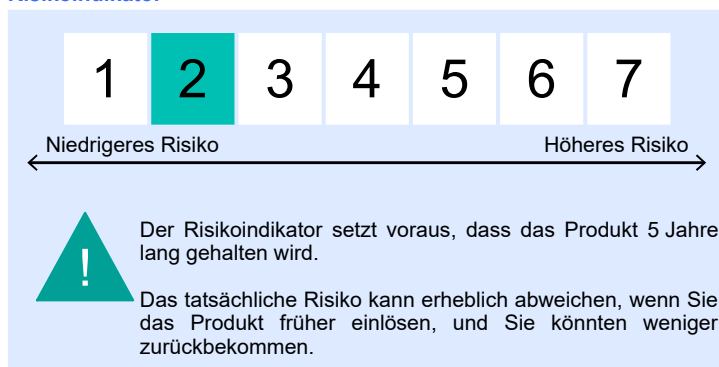 Risikoindikator
1 2 3 4 5 6 7
Niedrigeres Risiko Höheres Risiko
!
Der Risikoindikator setzt voraus, dass das Produkt 5 Jahre
lang gehalten wird.
Das tatsächliche Risiko kann erheblich abweichen, wenn Sie
das Produkt früher einlösen, und Sie könnten weniger
zurückbekommen.